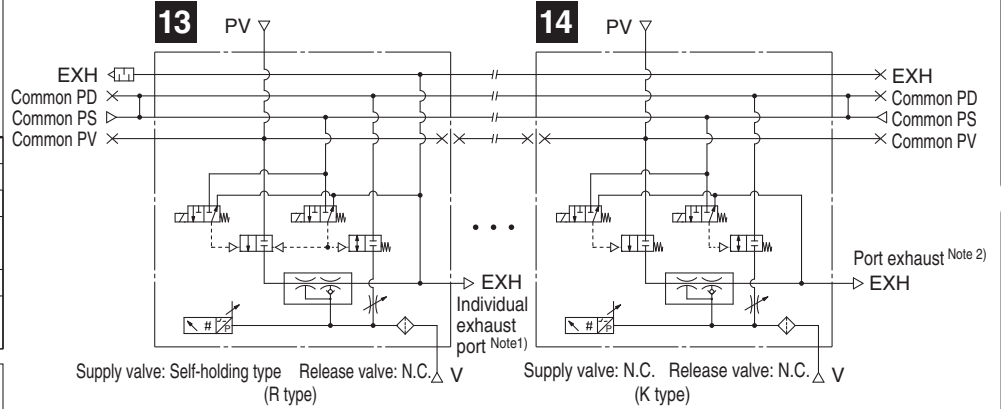 13
PV
14
PV
EXH
Common PD
Common PS
Common PV
EXH
Common PD
Common PS
Common PV
EXH
Individual
exhaust
port Note1)
Port exhaust Note 2)
EXH
# P
# P
Supply valve: Self-holding type Release valve: N.C.
V
(R type)
Supply valve: N.C. Release valve: N.C.
V
(K type)